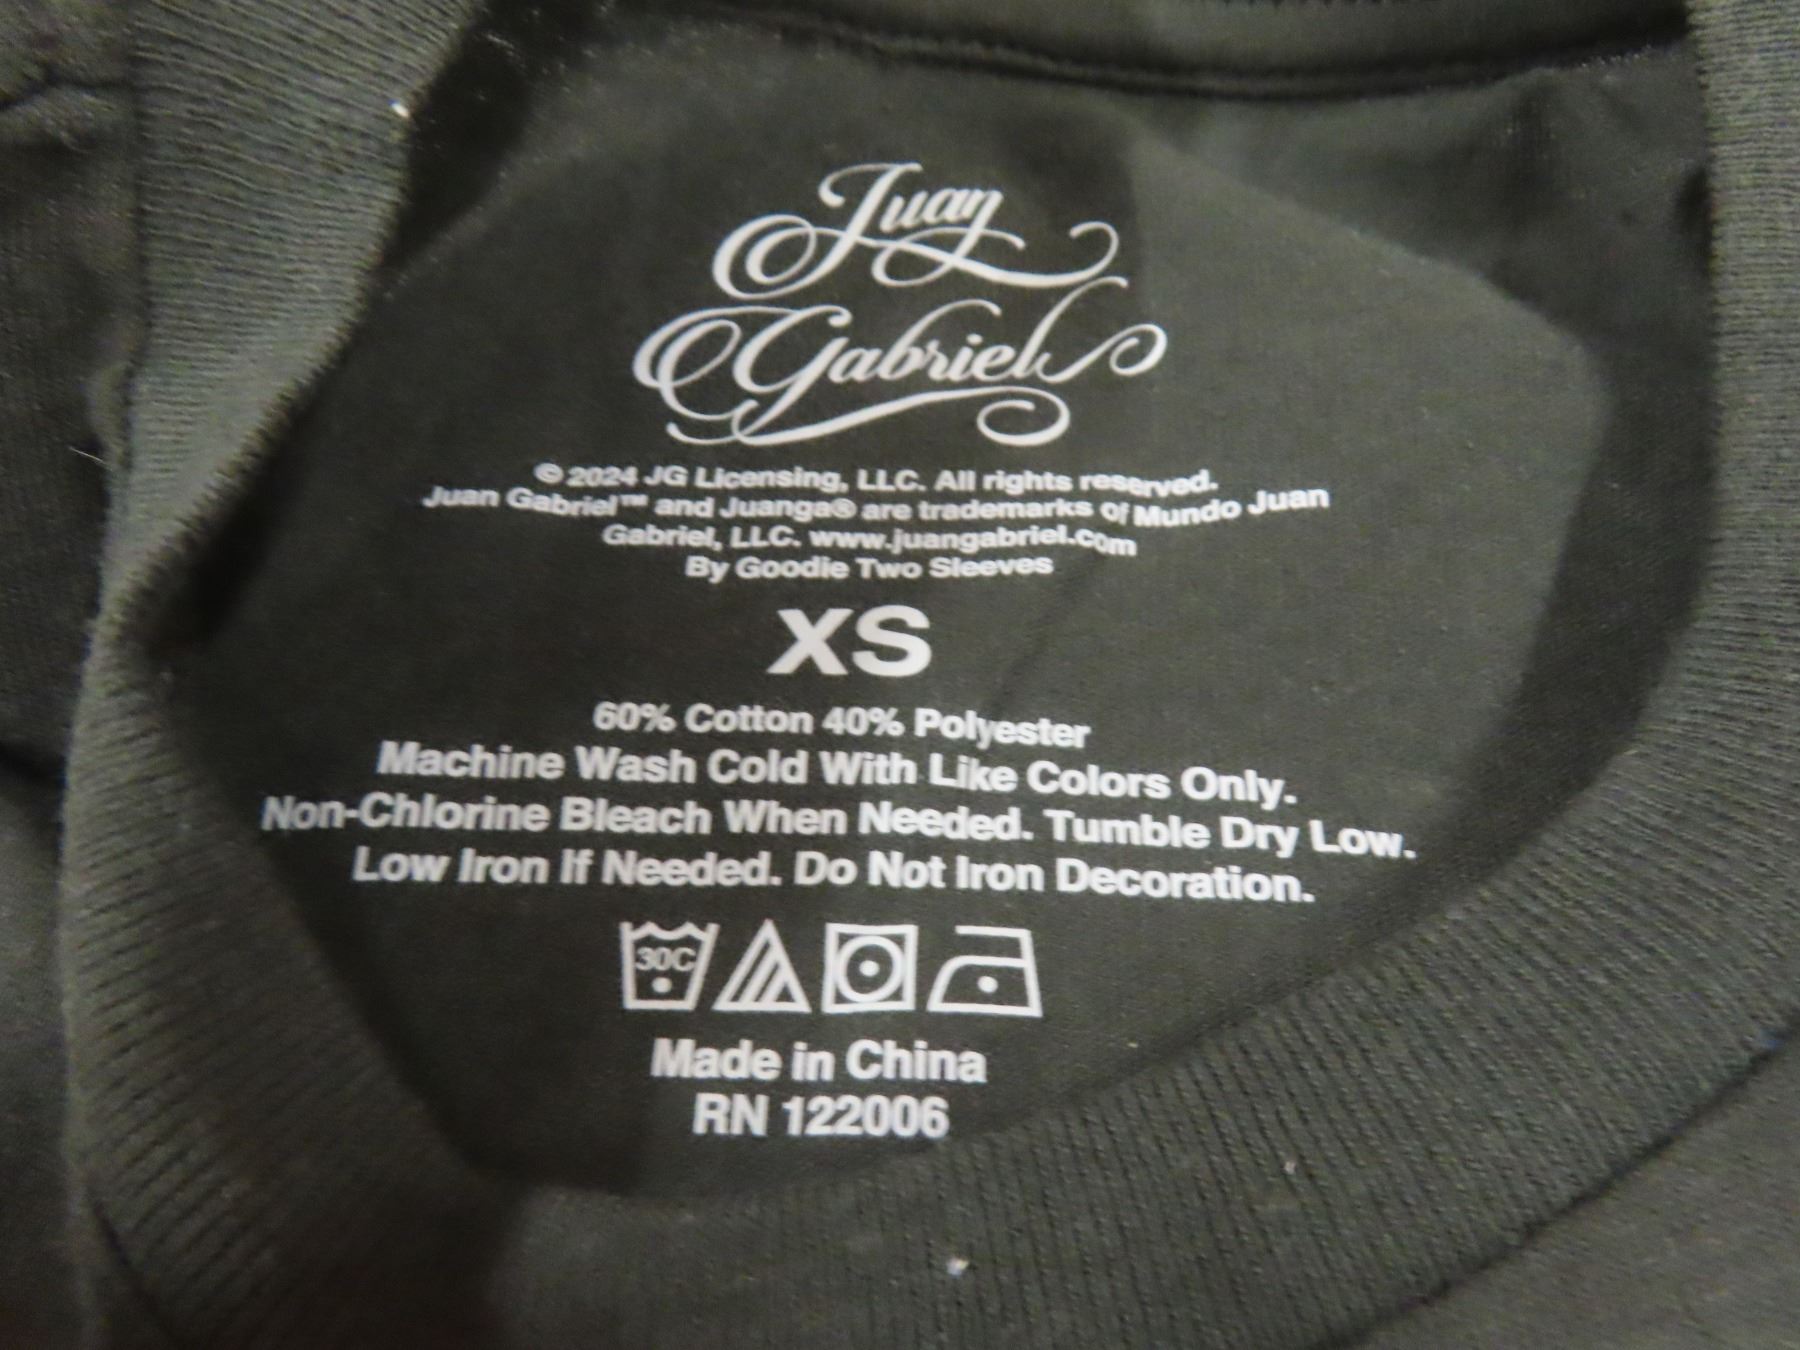 Juan
Gabriel
© 2024 JG Licensing, LLC. All rights reserved.
Juan Gabriel™ and Juanga® are trademarks of Mundo Juan
Gabriel, LLC. www.juangabriel.com
By Goodie Two Sleeves
XS
60% Cotton 40% Polyester
Machine Wash Cold With Like Colors Only.
Non-Chlorine Bleach When Needed. Tumble Dry Low.
Low Iron If Needed. Do Not Iron Decoration.
30C
Made in China
RN 122006